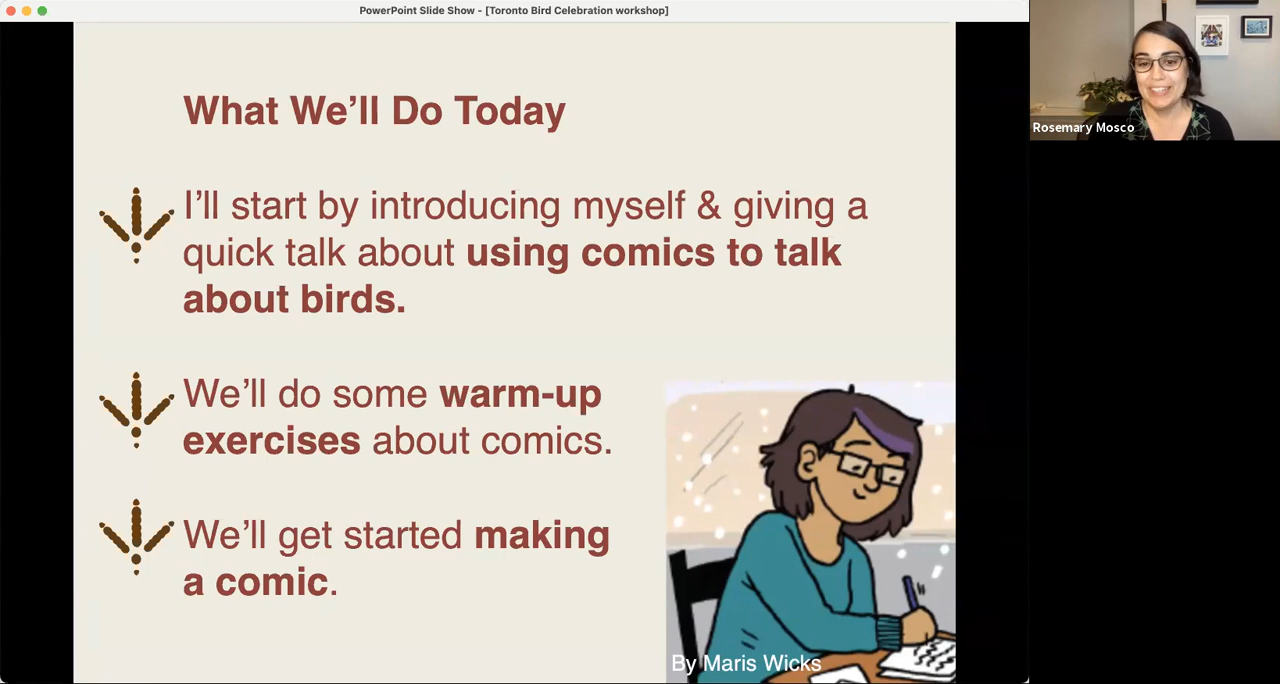 PowerPoint Slide Show - [Toronto Bird Celebration workshop]
What We’ll Do Today
I’ll start by introducing myself & giving a
quick talk about using comics to talk
about birds.
We’ll do some warm-up
exercises about comics.
We’ll get started making
a comic.
By Maris Wicks
Rosemary Mosco